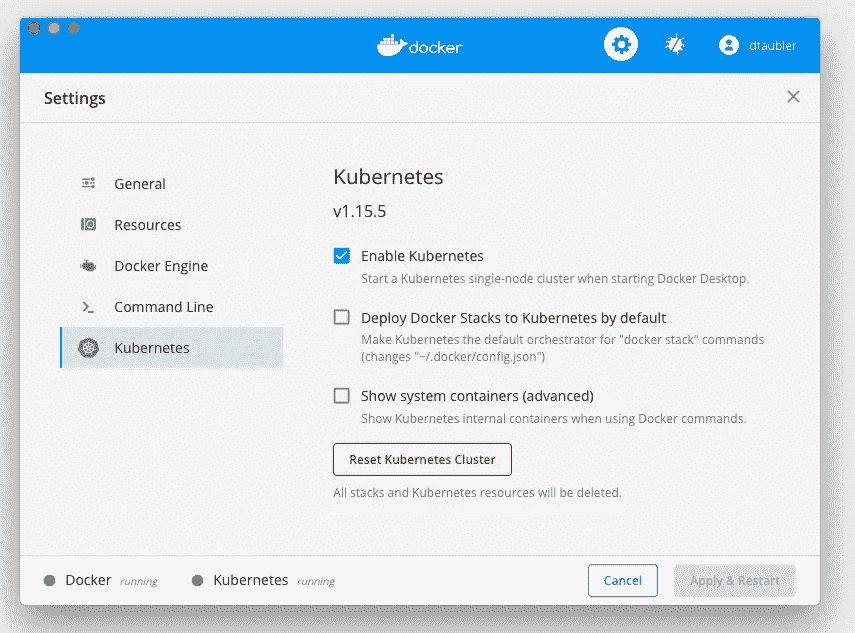 docker
dtaubler
Settings
General
Resources
Docker Engine
Command Line
Kubernetes
Kubernetes
v1.15.5
Enable Kubernetes
Start a Kubernetes single-node cluster when starting Docker Desktop.
Deploy Docker Stacks to Kubernetes by default
Make Kubernetes the default orchestrator for "docker stack" commands
(changes "~/.docker/config.json")
Show system containers (advanced)
Show Kubernetes internal containers when using Docker commands.
Reset Kubernetes Cluster
All stacks and Kubernetes resources will be deleted.
Docker running
Kubernetes running
Cancel
Apply & Restart